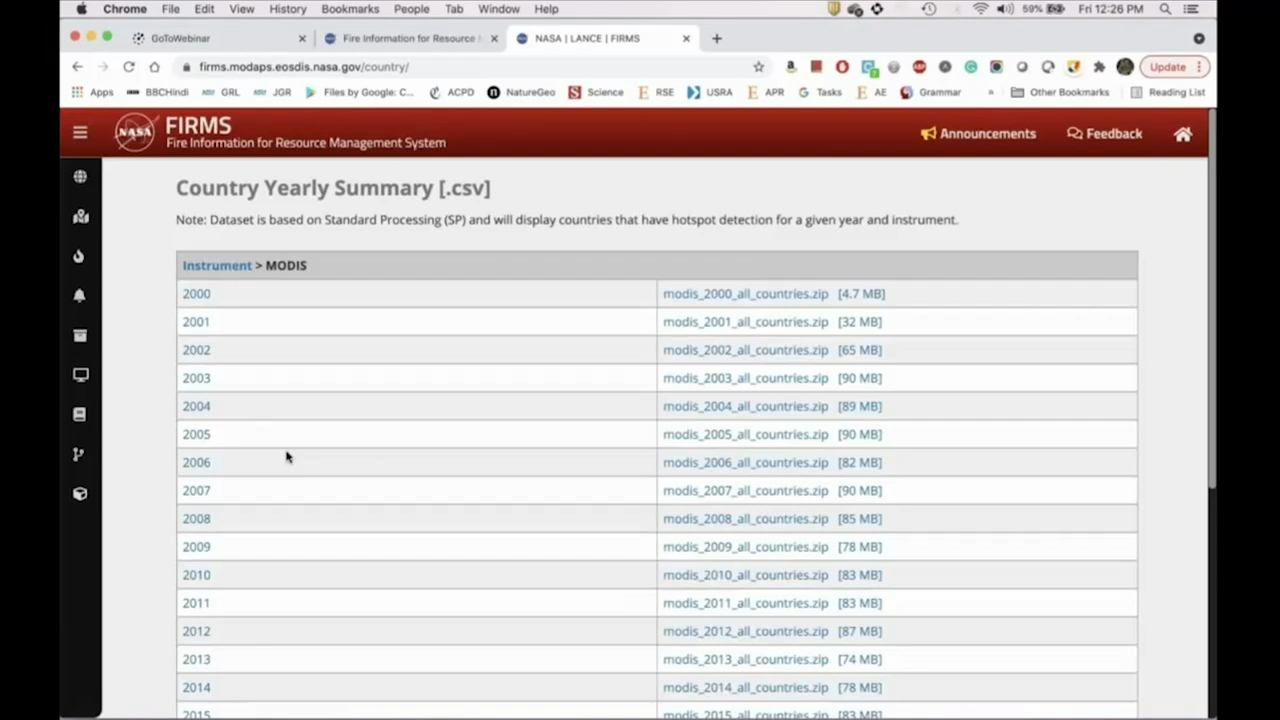 Chrome File Edit View History Bookmarks People Tab Window Help 59% Fri 12:26 PM
GoToWebinar Fire Information for Resource NASA | LANCE | FIRMS
firms.modaps.eosdis.nasa.gov/country/ Update
Apps BBCHindi GRL JGR Files by Google: C... ACPD NatureGeo Science RSE USRA APR Tasks AE Grammar » Other Bookmarks Reading List
NASA FIRMS
Fire Information for Resource Management System
Announcements Feedback
Country Yearly Summary [.csv]
Note: Dataset is based on Standard Processing (SP) and will display countries that have hotspot detection for a given year and instrument.
Instrument > MODIS
2000 modis_2000_all_countries.zip [4.7 MB]
2001 modis_2001_all_countries.zip [32 MB]
2002 modis_2002_all_countries.zip [65 MB]
2003 modis_2003_all_countries.zip [90 MB]
2004 modis_2004_all_countries.zip [89 MB]
2005 modis_2005_all_countries.zip [90 MB]
2006 modis_2006_all_countries.zip [82 MB]
2007 modis_2007_all_countries.zip [90 MB]
2008 modis_2008_all_countries.zip [85 MB]
2009 modis_2009_all_countries.zip [78 MB]
2010 modis_2010_all_countries.zip [83 MB]
2011 modis_2011_all_countries.zip [83 MB]
2012 modis_2012_all_countries.zip [87 MB]
2013 modis_2013_all_countries.zip [74 MB]
2014 modis_2014_all_countries.zip [78 MB]
2015 modis_2015_all_countries.zip [83 MB]